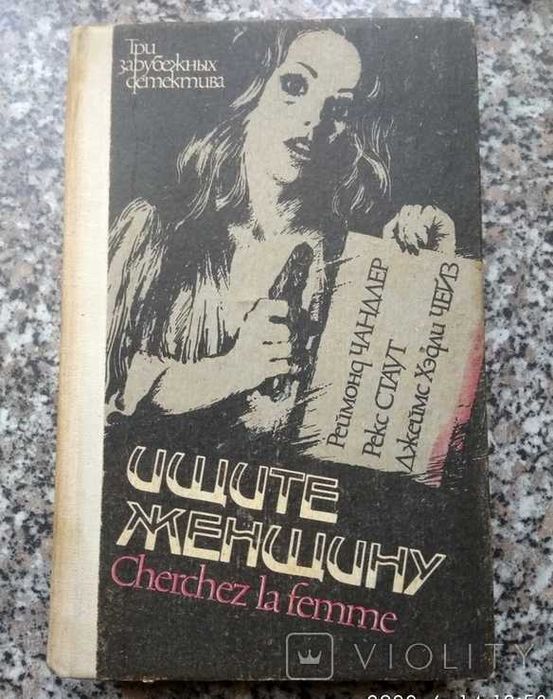 Три
зарубежных
детектива
Реймонд ЧАНДЛЕР
Рекс СТАУТ
Джеймс Хэдли ЧЕЙЗ
ИЩИТЕ
ЖЕНЩИНУ
Cherchez la femme
VIOLITY